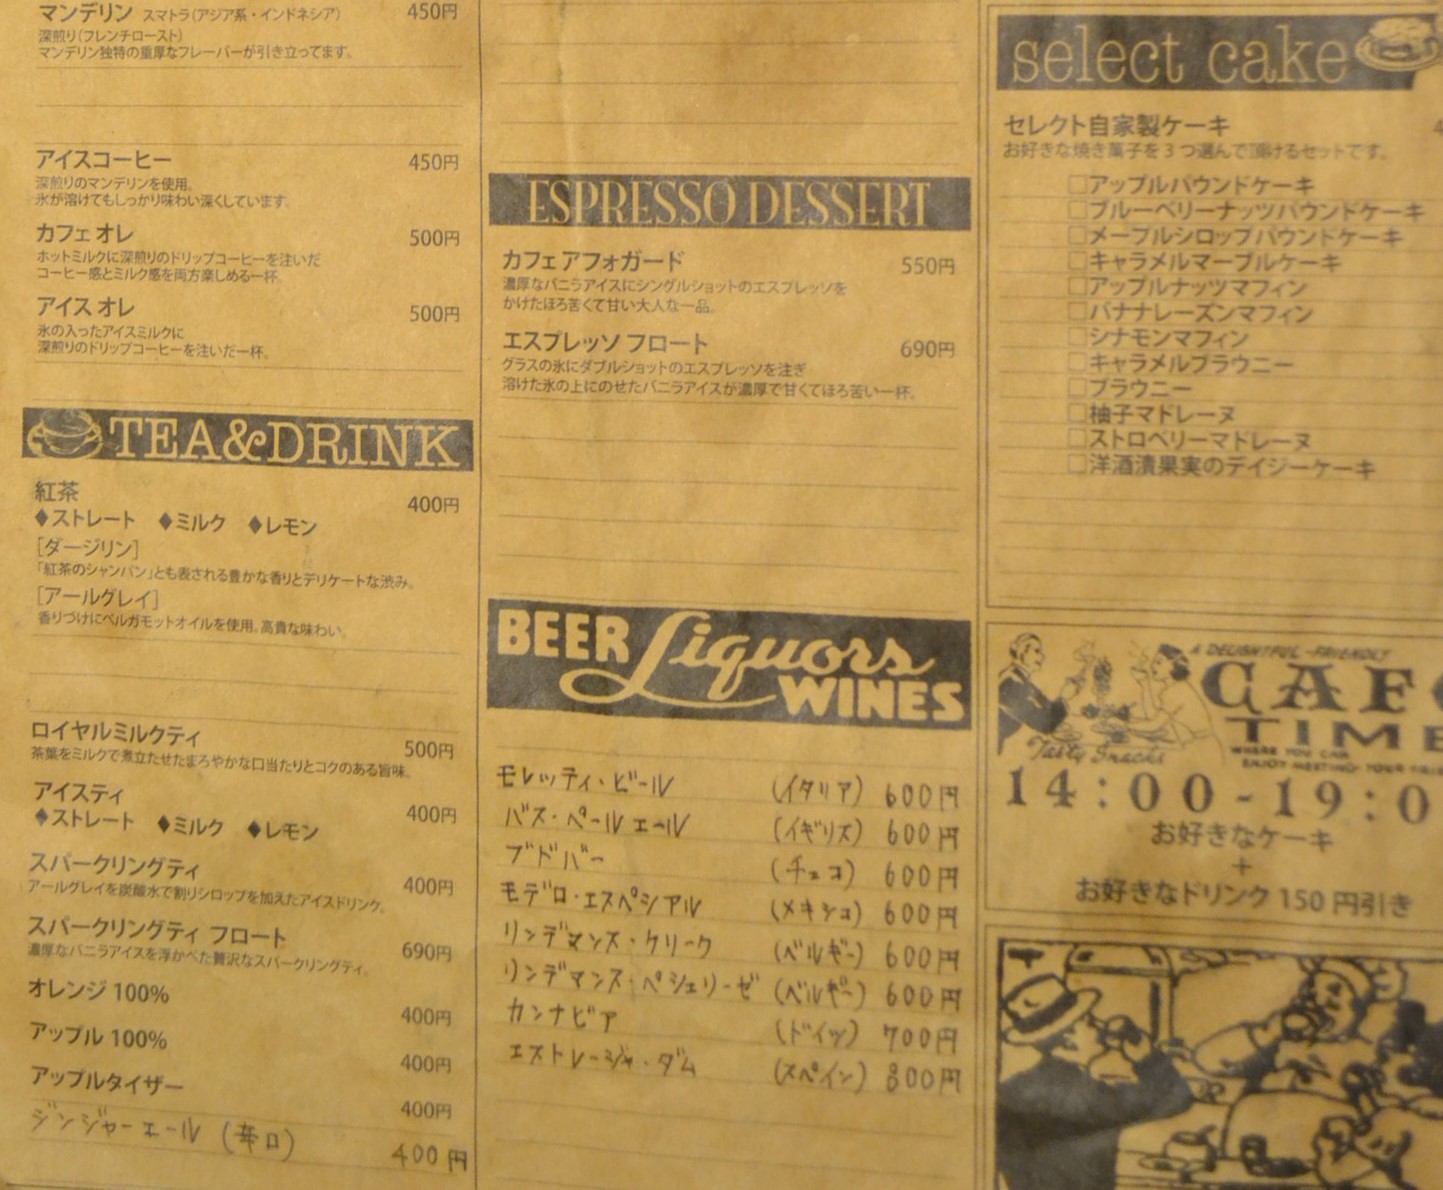 マンデリン スマトラ(アジア系・インドネシア) 450円
深煎り(フレンチロースト)
マンデリン独特の重厚なフレーバーが引き立ってます。
アイスコーヒー 450円
深煎りのマンデリンを使用。
氷が溶けてもしっかり味わい深くしています。
カフェ オレ 500円
ホットミルクに深煎りのドリップコーヒーを注いだ
コーヒー感とミルク感を両方楽しめる一杯。
アイス オレ 500円
氷の入ったアイスミルクに
深煎りのドリップコーヒーを注いだ一杯。
TEA&DRINK
紅茶 400円
♦ストレート ♦ミルク ♦レモン
[ダージリン]
「紅茶のシャンパン」とも表される豊かな香りとデリケートな渋み。
[アールグレイ]
香りづけにベルガモットオイルを使用。高貴な味わい。
ロイヤルミルクティ 500円
茶葉をミルクで煮立たせたまろやかな口当たりとコクのある旨味。
アイスティ 400円
♦ストレート ♦ミルク ♦レモン
スパークリングティ 400円
アールグレイを炭酸水で割りシロップを加えたアイスドリンク。
スパークリングティ フロート 690円
濃厚なバニラアイスを浮かべた贅沢なスパークリングティ。
オレンジ 100% 400円
アップル 100% 400円
アップルタイザー 400円
ジンジャーエール (辛口) 400円
ESPRESSO DESSERT
カフェ アフォガード 550円
濃厚なバニラアイスにシングルショットのエスプレッソを
かけたほろ苦くて甘い大人な一品。
エスプレッソ フロート 690円
グラスの氷にダブルショットのエスプレッソを注ぎ
溶けた氷の上にのせたバニラアイスが濃厚で甘くてほろ苦い一杯。
BEER Liquors WINES
モレッティ・ビール (イタリア) 600円
バス・ペールエール (イギリス) 600円
ブドバー (チェコ) 600円
モデロ・エスペシアル (メキシコ) 600円
リンデマンス・クリーク (ベルギー) 600円
リンデマンス・ペシェリーゼ (ベルギー) 600円
カンナビア (ドイツ) 700円
エストレージャ・ダム (スペイン) 800円
select cake
セレクト自家製ケーキ
お好きな焼き菓子を3つ選んで頂けるセットです。
□アップルパウンドケーキ
□ブルーベリーナッツパウンドケーキ
□メープルシロップパウンドケーキ
□キャラメルマーブルケーキ
□アップルナッツマフィン
□バナナレーズンマフィン
□シナモンマフィン
□キャラメルブラウニー
□ブラウニー
□柚子マドレーヌ
□ストロベリーマドレーヌ
□洋酒漬果実のデイジーケーキ
A DELIGHTFUL-FRIENDLY
CAF
TIME
Tasty Snacks
WHERE YOU CAN
ENJOY MEETING YOUR
14:00-19:0
お好きなケーキ
+
お好きなドリンク 150 円引き